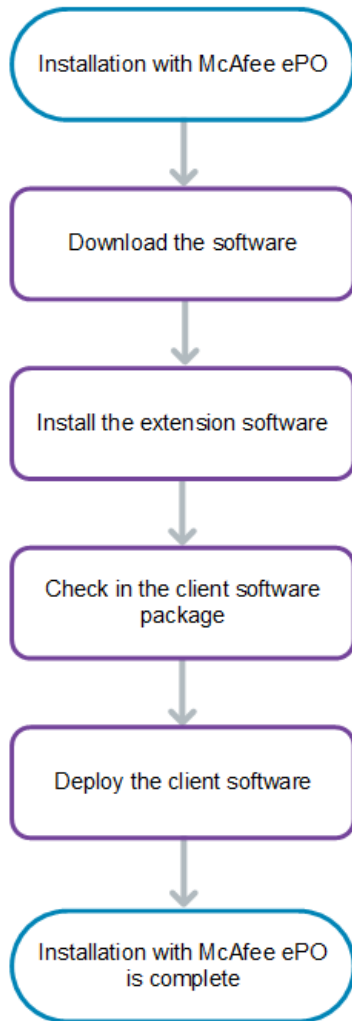 Installation with McAfee ePO
Download the software
Install the extension software
Check in the client software
package
Deploy the client software
Installation with McAfee ePO
is complete